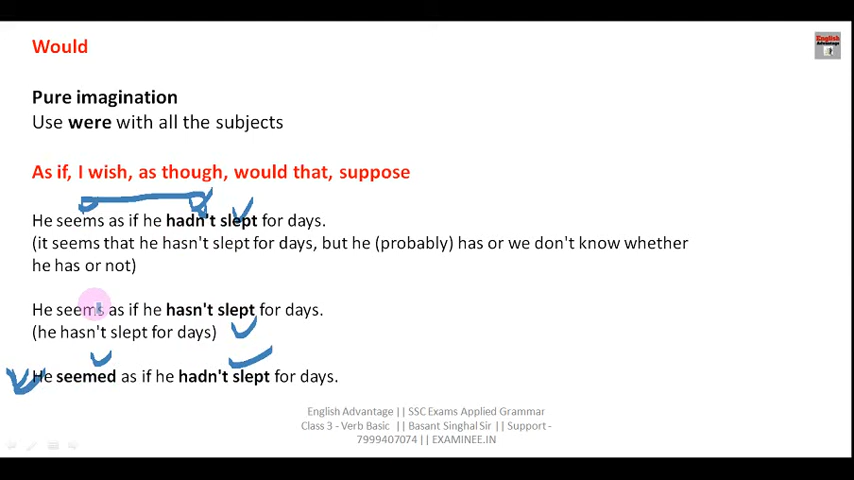 Would
English
Advantage
Pure imagination
Use were with all the subjects
As if, I wish, as though, would that, suppose
He seems as if he hadn't slept for days.
(it seems that he hasn't slept for days, but he (probably) has or we don't know whether
he has or not)
He seems as if he hasn't slept for days.
(he hasn't slept for days)
He seemed as if he hadn't slept for days.
English Advantage || SSC Exams Applied Grammar
Class 3 - Verb Basic || Basant Singhal Sir || Support -
7999407074 || EXAMINEE.IN